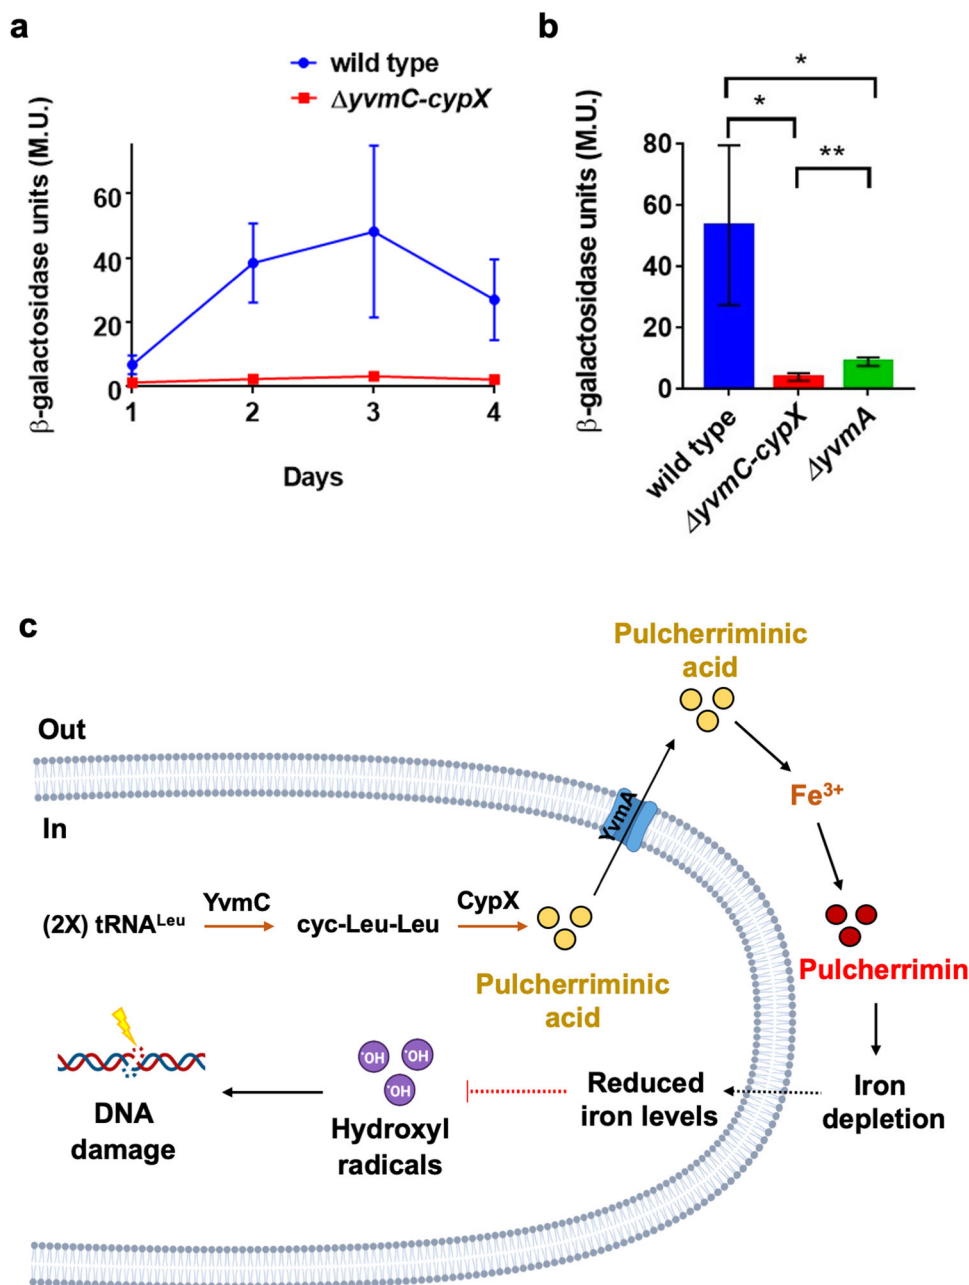 a
wild type
ΔyvmC-cypX
β-galactosidase units (M.U.)
60
40
20
0
1 2 3 4
Days
b
*
*
**
β-galactosidase units (M.U.)
80
60
40
20
0
wild type
ΔyvmC-cypX
ΔyvmA
c
Pulcherriminic
acid
Out
Fe³⁺
YvmA
In
YvmC
CypX
(2X) tRNAᴸᵉᵘ
cyc-Leu-Leu
Pulcherrimin
Pulcherriminic
acid
OH·
OH·
OH·
DNA
damage
Hydroxyl
radicals
Reduced
iron levels
Iron
depletion